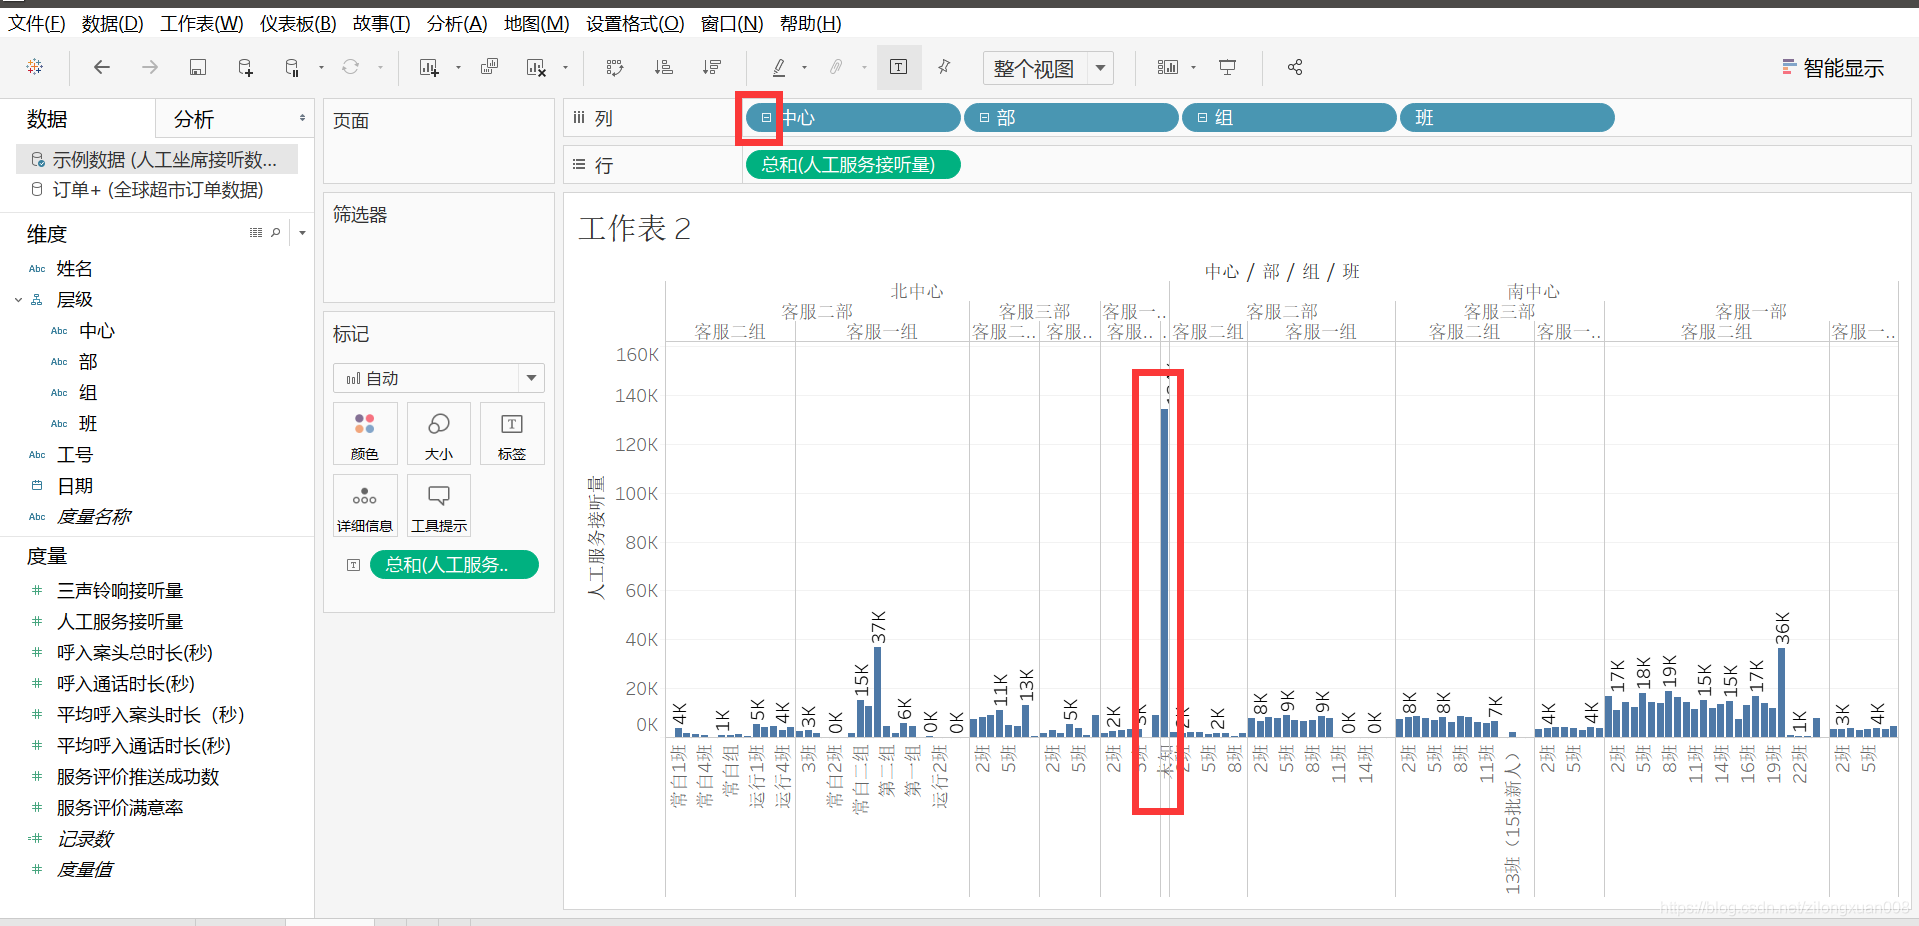 文件(F) 数据(D) 工作表(W) 仪表板(B) 故事(T) 分析(A) 地图(M) 设置格式(O) 窗口(N) 帮助(H)
整个视图
智能显示
数据 分析
示例数据 (人工坐席接听数...
订单+ (全球超市订单数据)
维度
Abc 姓名
层级
Abc 中心
Abc 部
Abc 组
Abc 班
Abc 工号
日期
Abc 度量名称
度量
三声铃响接听量
人工服务接听量
呼入案头总时长(秒)
呼入通话时长(秒)
平均呼入案头时长（秒）
平均呼入通话时长(秒)
服务评价推送成功数
服务评价满意率
记录数
度量值
页面
筛选器
标记
自动
颜色 大小 标签
详细信息 工具提示
总和(人工服务..
列 中心 部 组 班
行 总和(人工服务接听量)
工作表 2
中心 / 部 / 组 / 班
北中心 南中心
客服二部 客服三部 客服一.. 客服二部 客服三部 客服一部
客服二组 客服一组 客服二.. 客服.. 客服.. . 客服二组 客服一组 客服二组 客服一.. 客服二组 客服一..
人工服务接听量
160K
140K
120K
100K
80K
60K
40K
20K
0K
4K 1K 5K 4K 3K 0K 15K 37K 6K 0K 0K 11K 13K 5K 2K 3K 2K 2K 8K 9K 9K 0K 0K 8K 8K 7K 4K 4K 17K 18K 19K 15K 15K 17K 36K 1K 3K 4K
常白1班 常白4班 常白组 运行1班 运行4班 3班 常白2班 常白二组 第二组 第一组 运行2班 2班 5班 2班 5班 2班 5班 未知 2班 5班 8班 2班 5班 8班 11班 14班 2班 5班 8班 11班 13班（15批新人） 2班 5班 2班 5班 8班 11班 14班 16班 19班 22班 2班 5班
https://blog.csdn.net/zilongxuan008